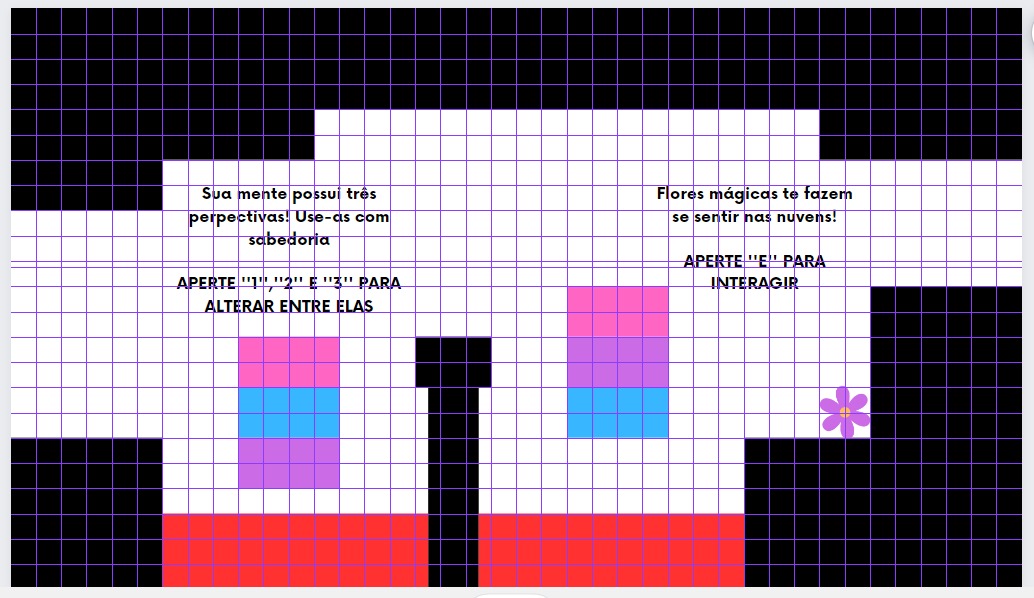 Sua mente possui três
perpectivas! Use-as com
sabedoria
APERTE ''1'',''2'' E ''3'' PARA
ALTERAR ENTRE ELAS
Flores mágicas te fazem
se sentir nas nuvens!
APERTE ''E'' PARA
INTERAGIR